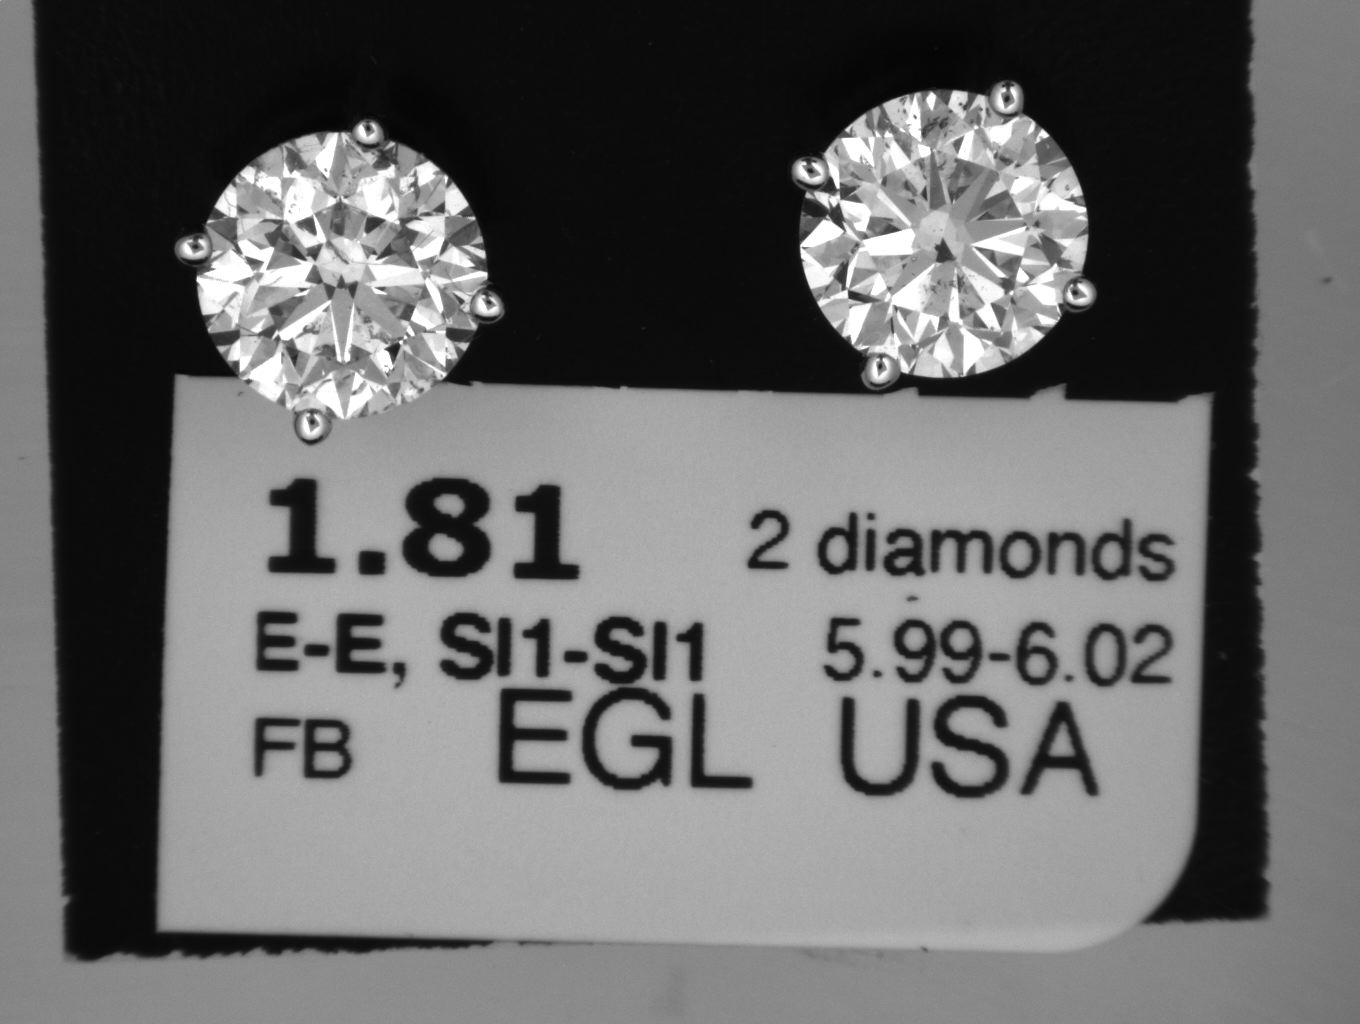 1.81 2 diamonds
E-E, SI1-SI1 5.99-6.02
FB EGL USA